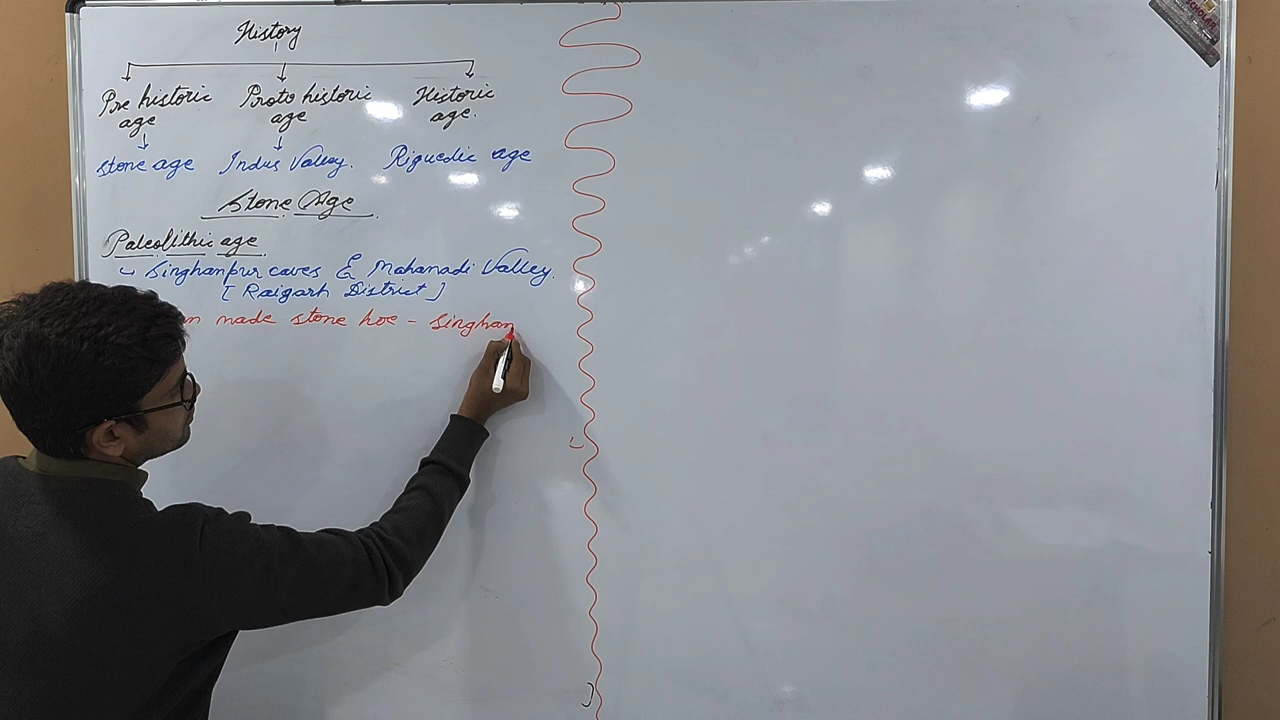 History
Pre historic age
Proto historic age
Historic age.
Stone age
Indus Valley.
Riguedic age
Stone Age
Paleolithic age.
Singhanpur caves & Mahanadi Valley.
[Raigarh District]
made stone hoe - Singhan